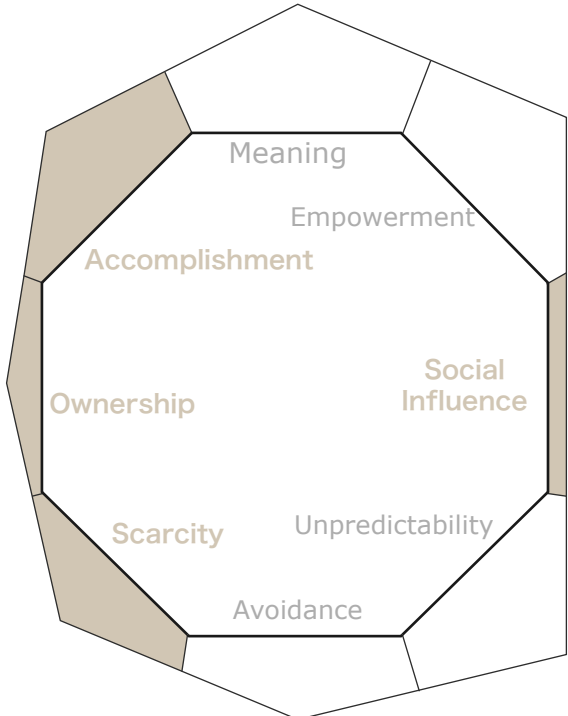 Meaning
Empowerment
Accomplishment
Social
Influence
Ownership
Unpredictability
Scarcity
Avoidance